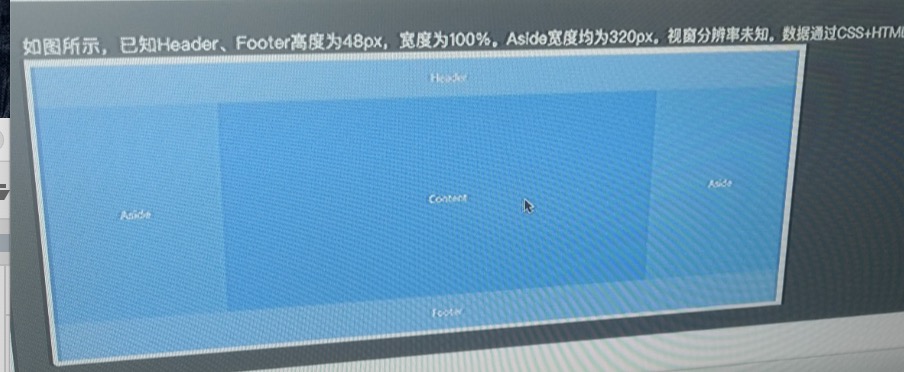 如图所示，已知Header、Footer高度为48px，宽度为100%。Aside宽度均为320px。视窗分辨率未知。数据通过CSS+HTML
Header
Aside
Content
Aside
Footer